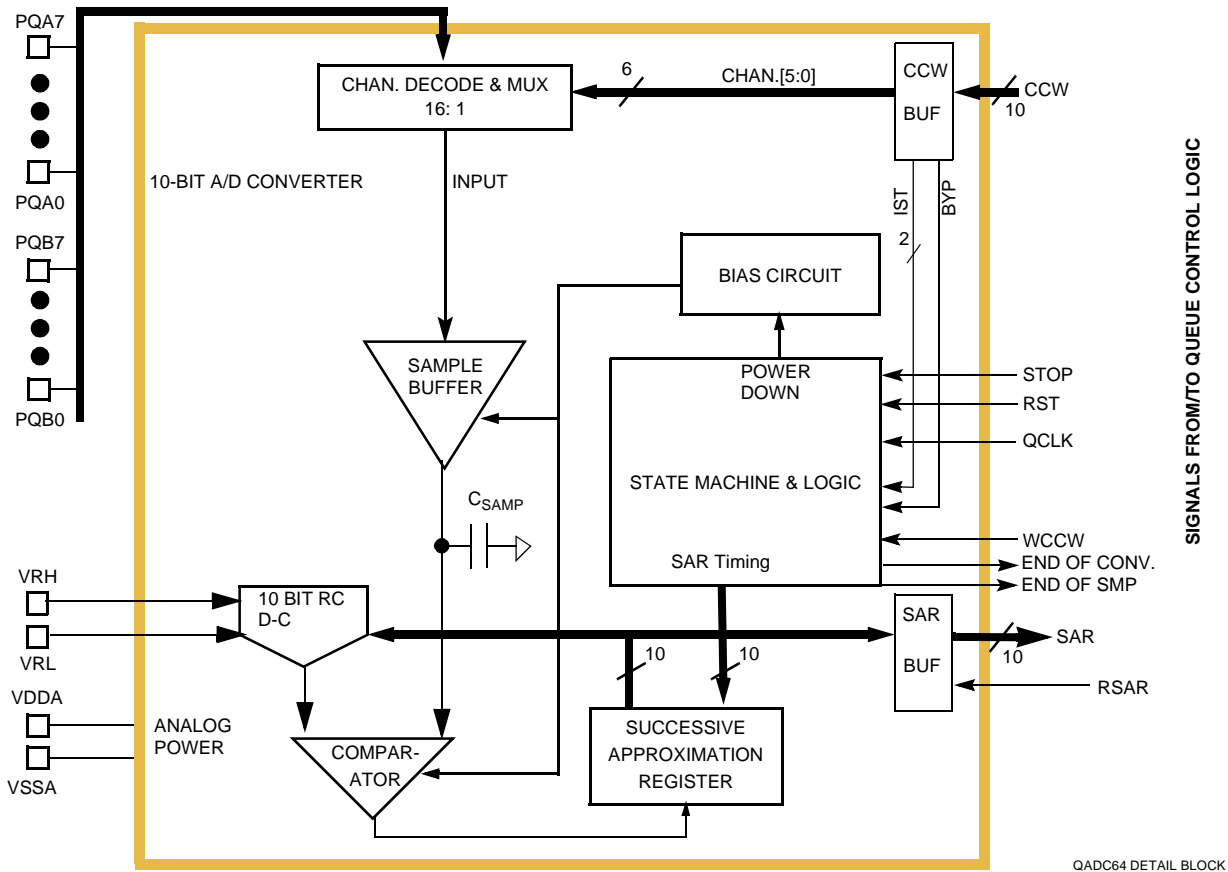 PQA7
PQA0
PQB7
PQB0
CHAN. DECODE & MUX
16: 1
6
CHAN.[5:0]
CCW
BUF
CCW
10
10-BIT A/D CONVERTER
INPUT
IST
BYP
2
BIAS CIRCUIT
SAMPLE
BUFFER
POWER
DOWN
STOP
RST
QCLK
STATE MACHINE & LOGIC
CSAMP
SAR Timing
WCCW
END OF CONV.
END OF SMP
VRH
VRL
10 BIT RC
D-C
10
10
SAR
BUF
SAR
10
RSAR
VDDA
VSSA
ANALOG
POWER
COMPAR-
ATOR
SUCCESSIVE
APPROXIMATION
REGISTER
SIGNALS FROM/TO QUEUE CONTROL LOGIC
QADC64 DETAIL BLOCK